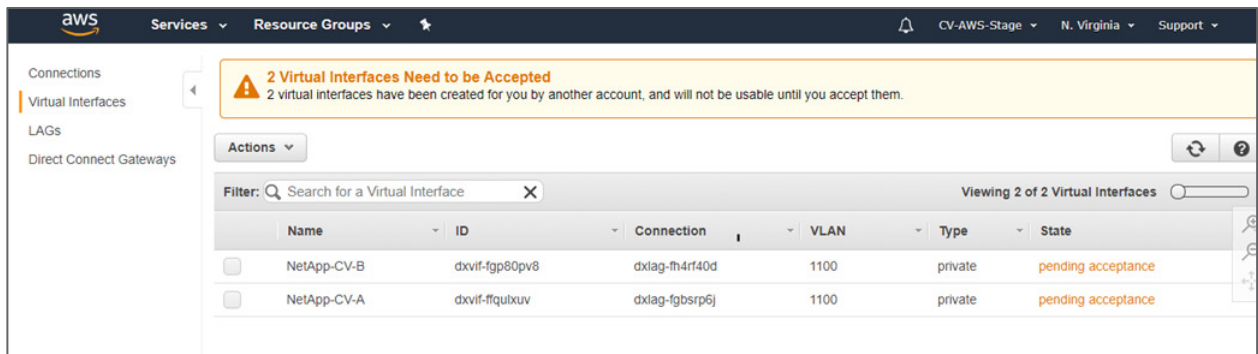 aws Services Resource Groups CV-AWS-Stage N. Virginia Support
Connections
Virtual Interfaces
LAGs
Direct Connect Gateways
2 Virtual Interfaces Need to be Accepted
2 virtual interfaces have been created for you by another account, and will not be usable until you accept them.
Actions
Filter: Search for a Virtual Interface Viewing 2 of 2 Virtual Interfaces
Name ID Connection VLAN Type State
NetApp-CV-B dxvif-fgp80pv8 dxlag-fh4rf40d 1100 private pending acceptance
NetApp-CV-A dxvif-ffqulxuv dxlag-fgbsrp6j 1100 private pending acceptance